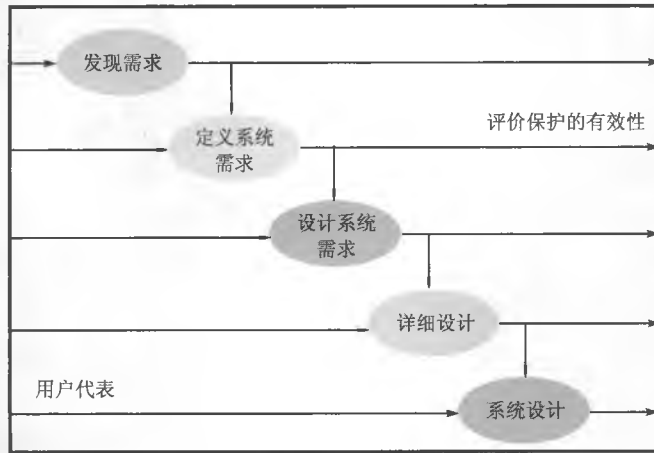 发现需求
评价保护的有效性
定义系统
需求
设计系统
需求
详细设计
用户代表
系统设计